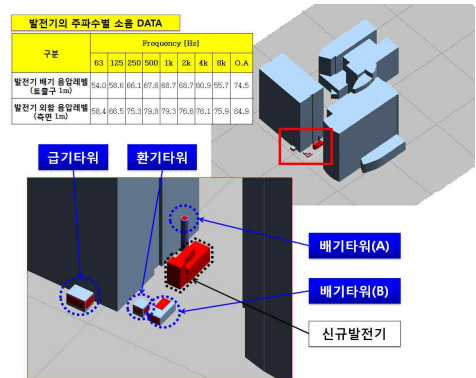 발전기의 주파수별 소음 DATA
구분 Frequency [Hz]
63 125 250 500 1k 2k 4k 8k O.A
발전기 배기 음압레벨 (토출구 1m) 54.0 58.6 66.1 67.6 68.7 68.7 60.9 55.7 74.5
발전기 외함 음압레벨 (측면 1m) 58.4 66.5 75.3 79.8 79.3 76.6 76.1 75.9 84.9
급기타워
환기타워
배기타워(A)
배기타워(B)
신규발전기